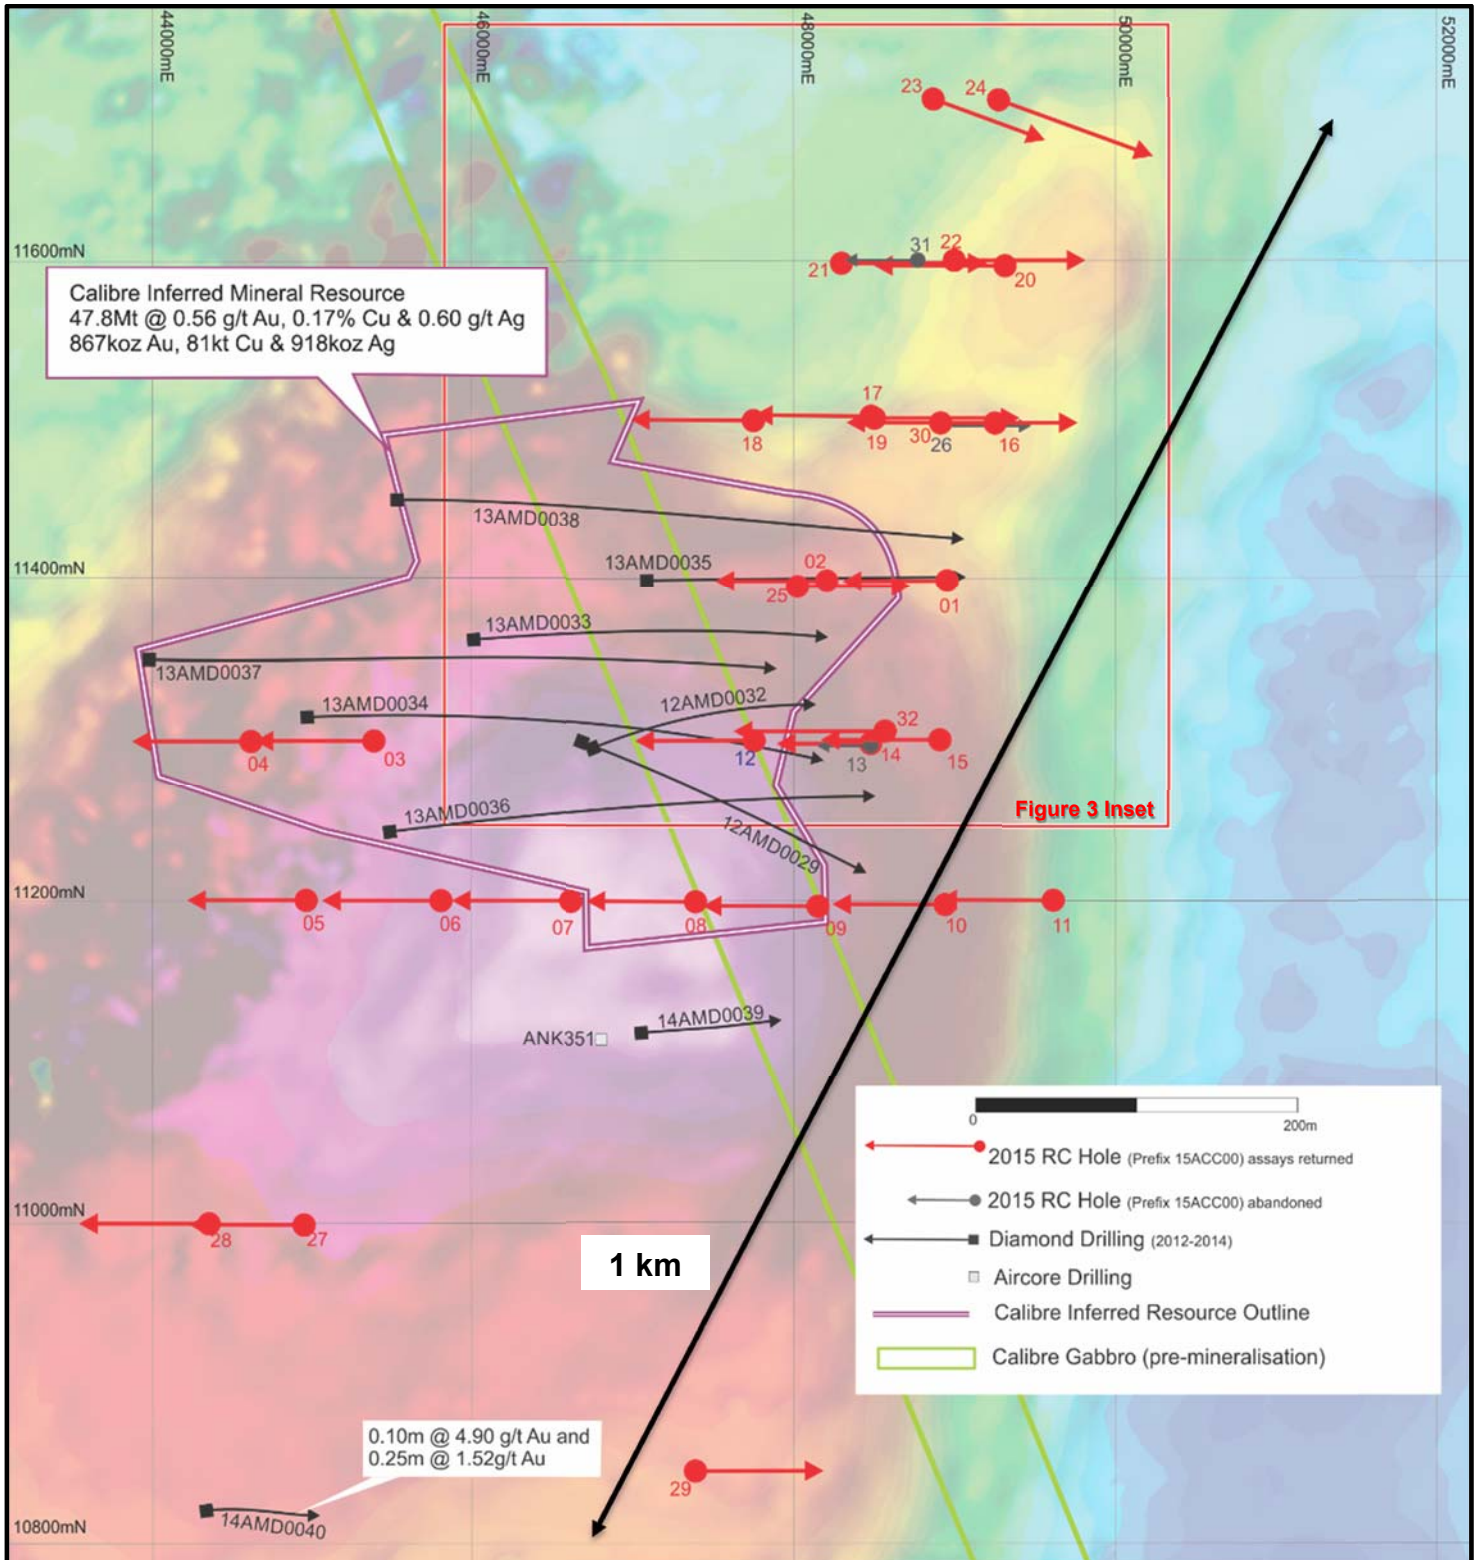 44000mE
46000mE
48000mE
50000mE
52000mE
23
24
11600mN
21
31
22
20
Calibre Inferred Mineral Resource
47.8Mt @ 0.56 g/t Au, 0.17% Cu & 0.60 g/t Ag
867koz Au, 81kt Cu & 918koz Ag
17
18
19
30
26
16
13AMD0038
11400mN
13AMD0035
02
25
01
13AMD0033
13AMD0037
13AMD0034
12AMD0032
32
04
03
12
13
14
15
13AMD0036
Figure 3 Inset
12AMD0029
11200mN
05
06
07
08
09
10
11
14AMD0039
ANK351
11000mN
28
27
1 km
0
200m
2015 RC Hole (Prefix 15ACC00) assays returned
2015 RC Hole (Prefix 15ACC00) abandoned
Diamond Drilling (2012-2014)
Aircore Drilling
Calibre Inferred Resource Outline
Calibre Gabbro (pre-mineralisation)
0.10m @ 4.90 g/t Au and
0.25m @ 1.52g/t Au
29
14AMD0040
10800mN